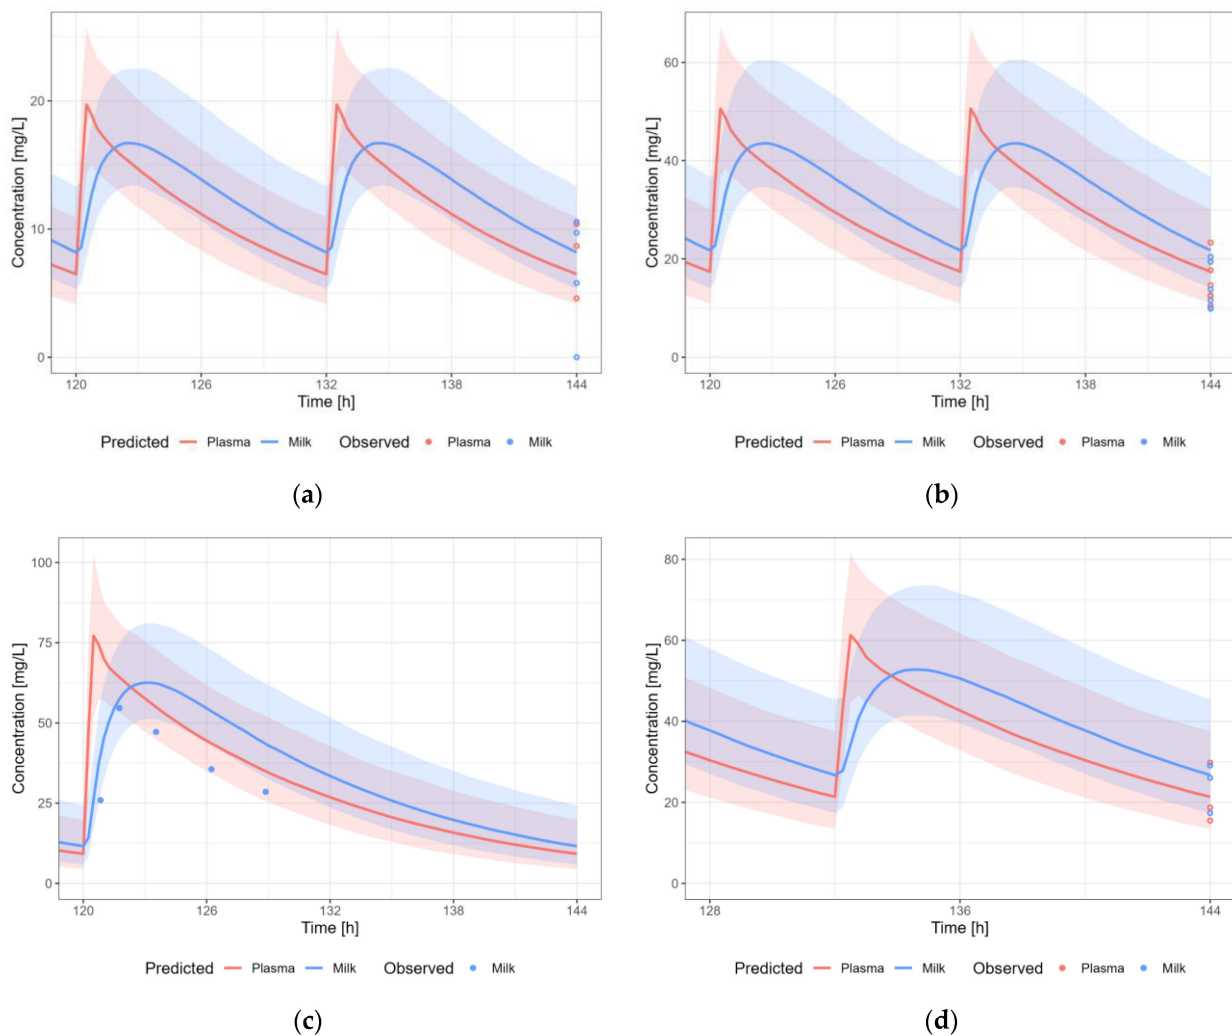 Concentration [mg/L]
20
10
0
120 126 132 138 144
Time [h]
Predicted Plasma Milk Observed Plasma Milk
(a)
Concentration [mg/L]
60
40
20
0
120 126 132 138 144
Time [h]
Predicted Plasma Milk Observed Plasma Milk
(b)
Concentration [mg/L]
100
75
50
25
0
120 126 132 138 144
Time [h]
Predicted Plasma Milk Observed Milk
(c)
Concentration [mg/L]
80
60
40
20
0
128 136 144
Time [h]
Predicted Plasma Milk Observed Plasma Milk
(d)